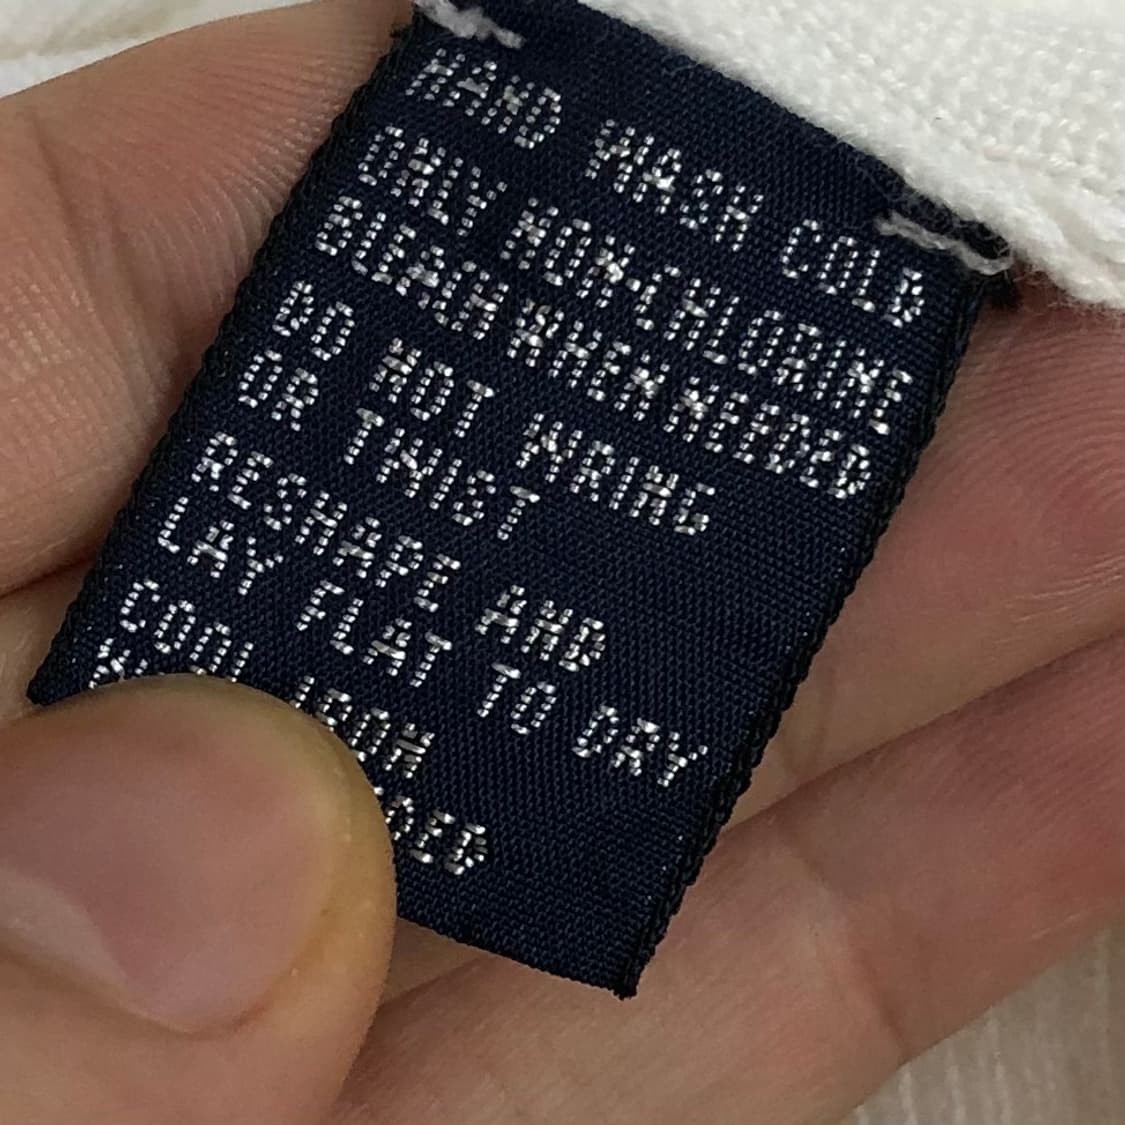 HAND WASH COLD
ONLY NON-CHLORINE
BLEACH WHEN NEEDED
DO NOT WRING
OR TWIST
RESHAPE AND
LAY FLAT TO DRY
COOL IRON